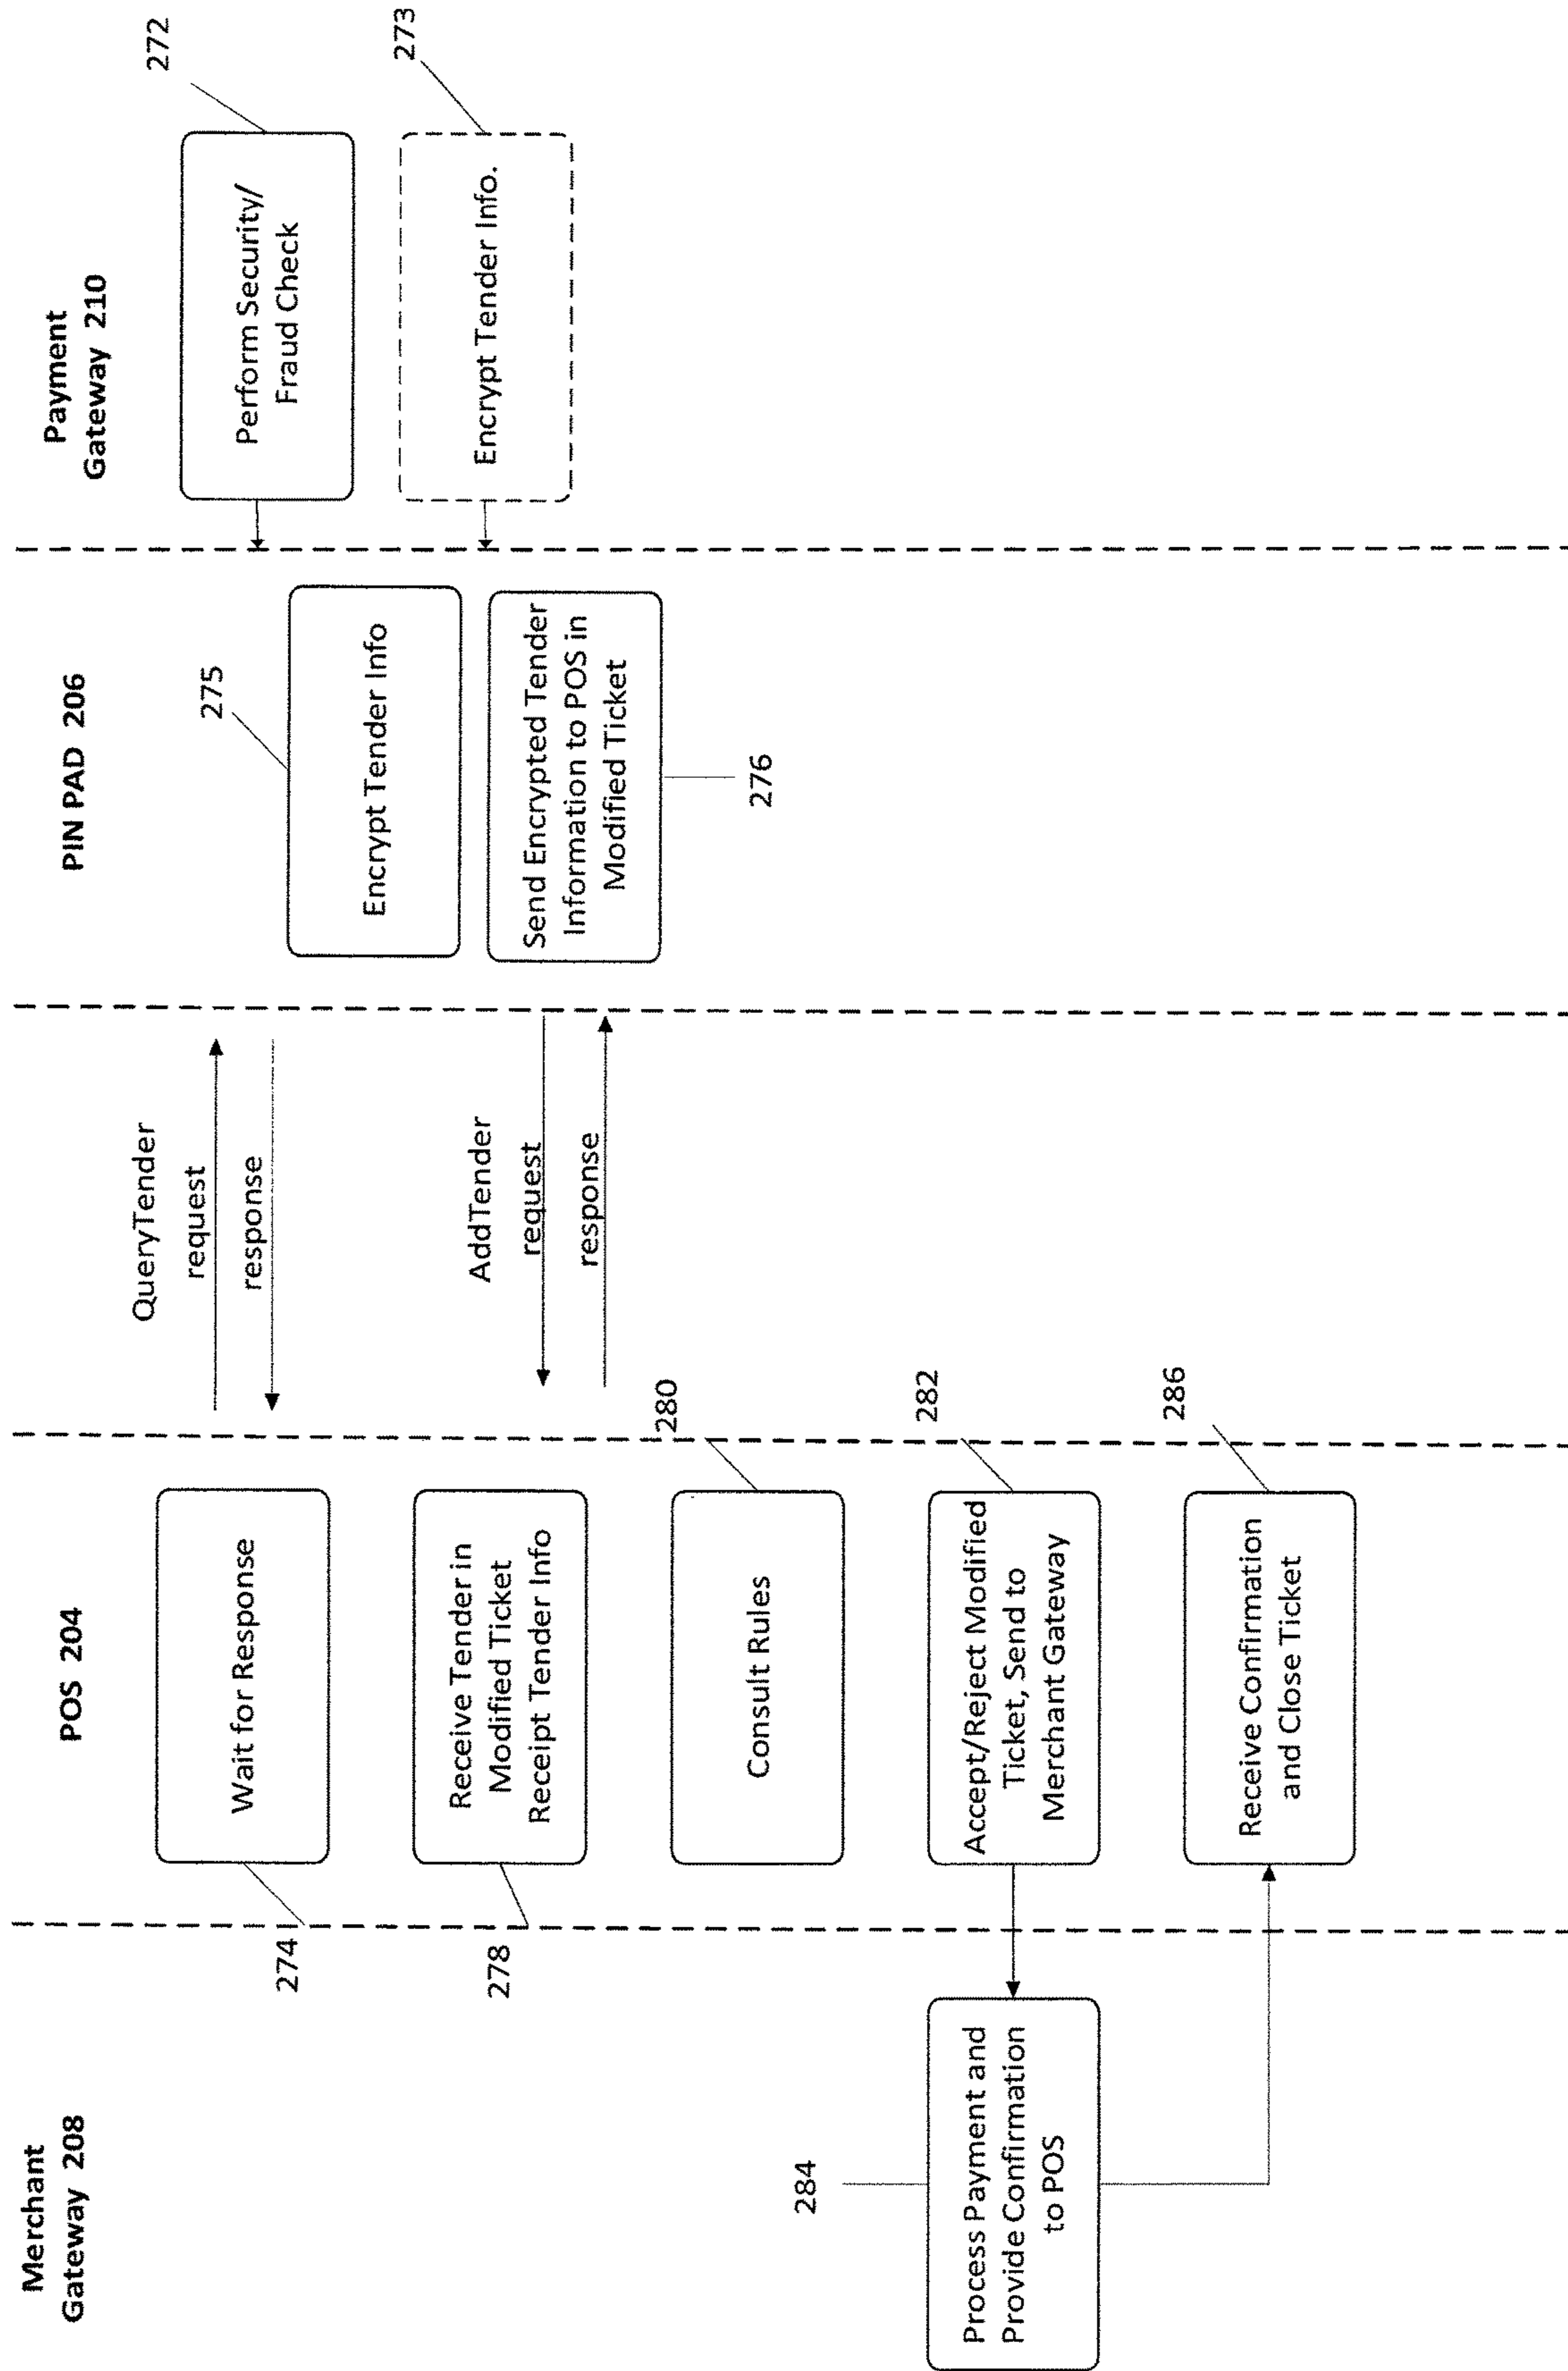 Merchant
Gateway 208
POS 204
PIN PAD 206
Payment
Gateway 210
274
Wait for Response
QueryTender
request
response
Perform Security/
Fraud Check
272
278
Receive Tender in
Modified Ticket
Receipt Tender Info
275
Encrypt Tender Info
Encrypt Tender Info.
273
AddTender
request
response
Send Encrypted Tender
Information to POS in
Modified Ticket
276
280
Consult Rules
282
Accept/Reject Modified
Ticket, Send to
Merchant Gateway
284
Process Payment and
Provide Confirmation
to POS
286
Receive Confirmation
and Close Ticket